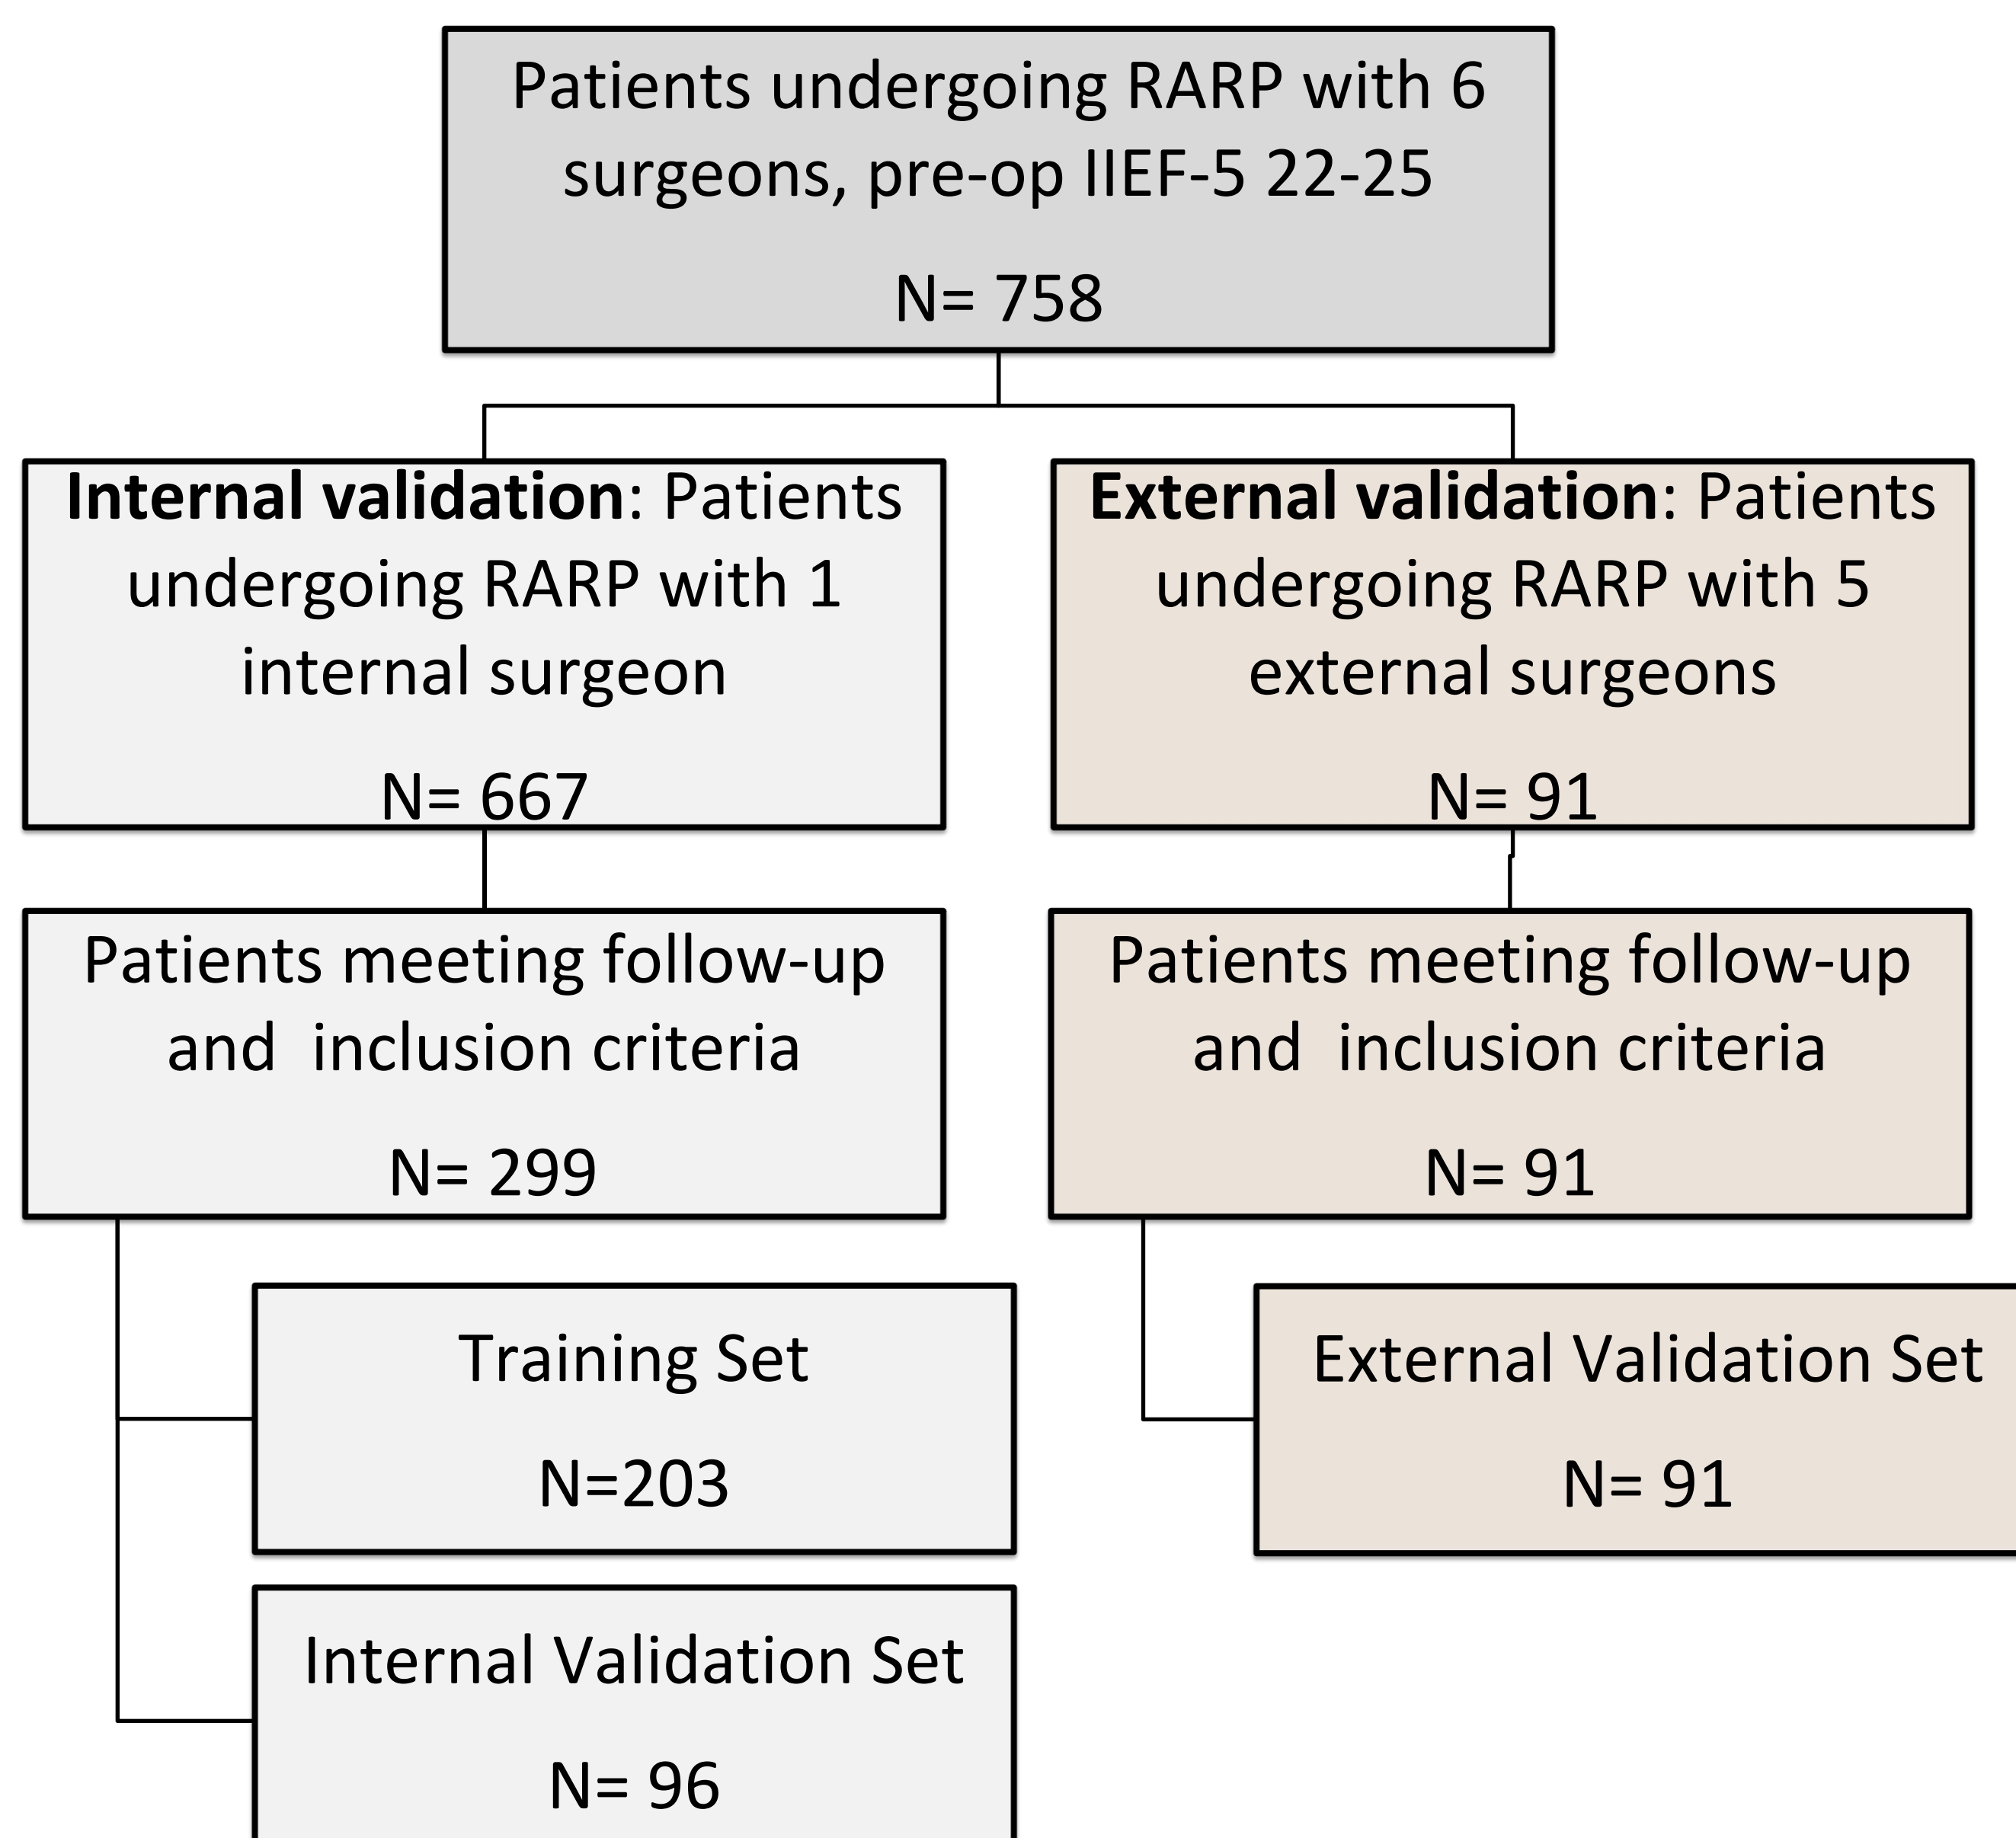 Patients undergoing RARP with 6
surgeons, pre-op IIEF-5 22-25
N= 758
Internal validation: Patients
undergoing RARP with 1
internal surgeon
N= 667
External validation: Patients
undergoing RARP with 5
external surgeons
N= 91
Patients meeting follow-up
and  inclusion criteria
N= 299
Patients meeting follow-up
and  inclusion criteria
N= 91
Training Set
N=203
External Validation Set
N= 91
Internal Validation Set
N= 96